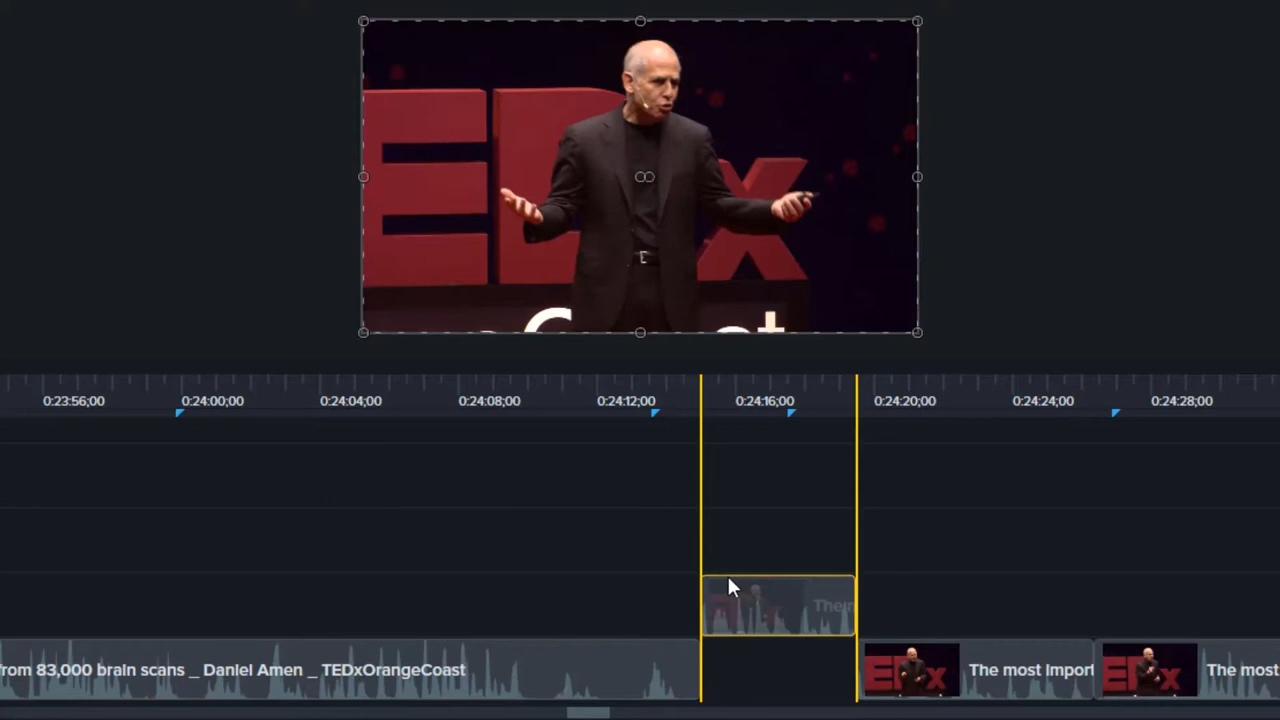 EDx
0:23:56;00 0:24:00;00 0:24:04;00 0:24:08;00 0:24:12;00 0:24:16;00 0:24:20;00 0:24:24;00 0:24:28;00
from 83,000 brain scans _ Daniel Amen _ TEDxOrangeCoast
The most Import
The most